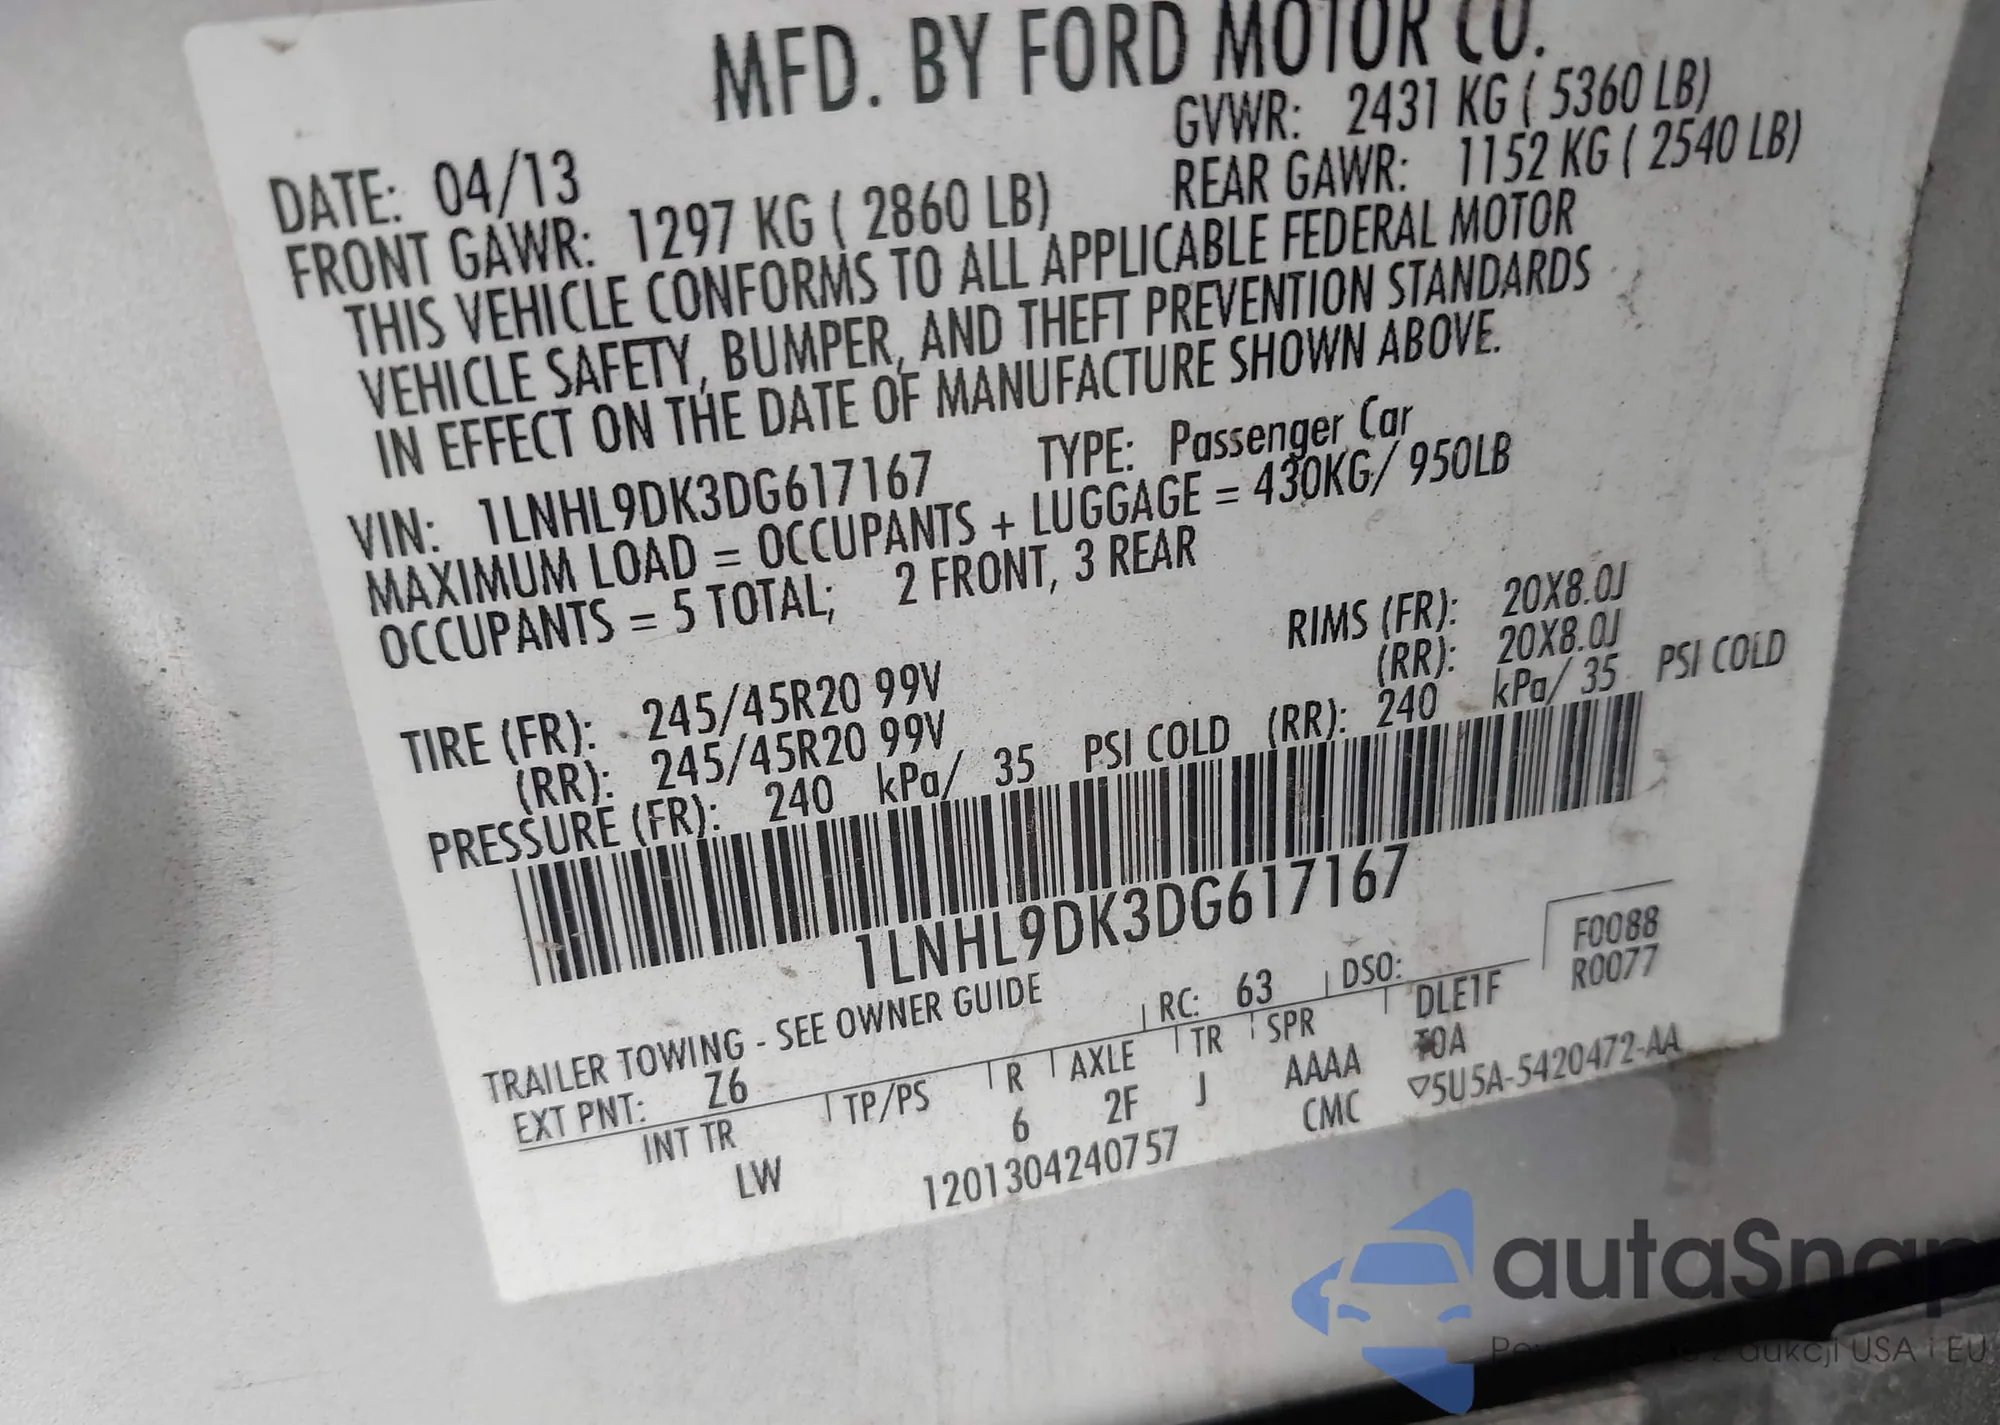 MFD. BY FORD MOTOR CO.
DATE: 04/13 GVWR: 2431 KG ( 5360 LB)
FRONT GAWR: 1297 KG ( 2860 LB) REAR GAWR: 1152 KG ( 2540 LB)
THIS VEHICLE CONFORMS TO ALL APPLICABLE FEDERAL MOTOR
VEHICLE SAFETY, BUMPER, AND THEFT PREVENTION STANDARDS
IN EFFECT ON THE DATE OF MANUFACTURE SHOWN ABOVE.
VIN: 1LNHL9DK3DG617167 TYPE: Passenger Car
MAXIMUM LOAD = OCCUPANTS + LUGGAGE = 430KG/ 950LB
OCCUPANTS = 5 TOTAL; 2 FRONT, 3 REAR
TIRE (FR): 245/45R20 99V RIMS (FR): 20X8.0J
(RR): 245/45R20 99V (RR): 20X8.0J
PRESSURE (FR): 240 kPa/ 35 PSI COLD (RR): 240 kPa/ 35 PSI COLD
1LNHL9DK3DG617167
F0088
R0077
TRAILER TOWING - SEE OWNER GUIDE
EXT PNT: Z6 RC: 63 DSO:
INT TR TP/PS R AXLE TR SPR DLE1F
LW 6 2F J AAAA T0A
1201304240757 CMC ▽5U5A-5420472-AA
autaSnap
aukcji USA i EU